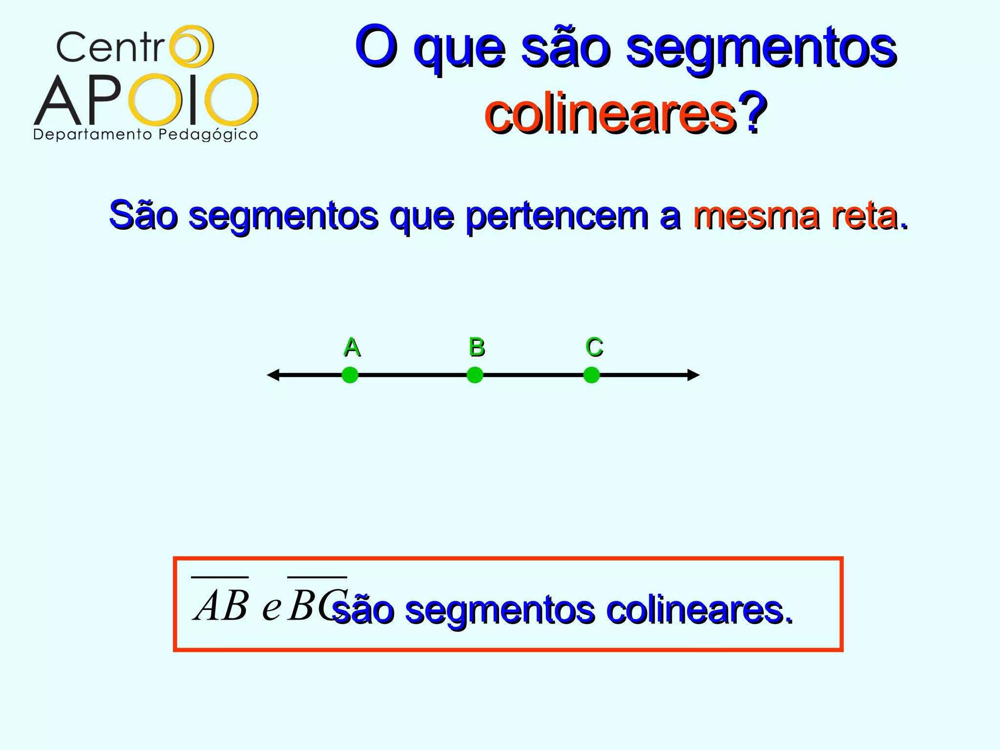 Centro
APOIO
Departamento Pedagógico
O que são segmentos
colineares?
São segmentos que pertencem a mesma reta.
A B C
AB e BC são segmentos colineares.